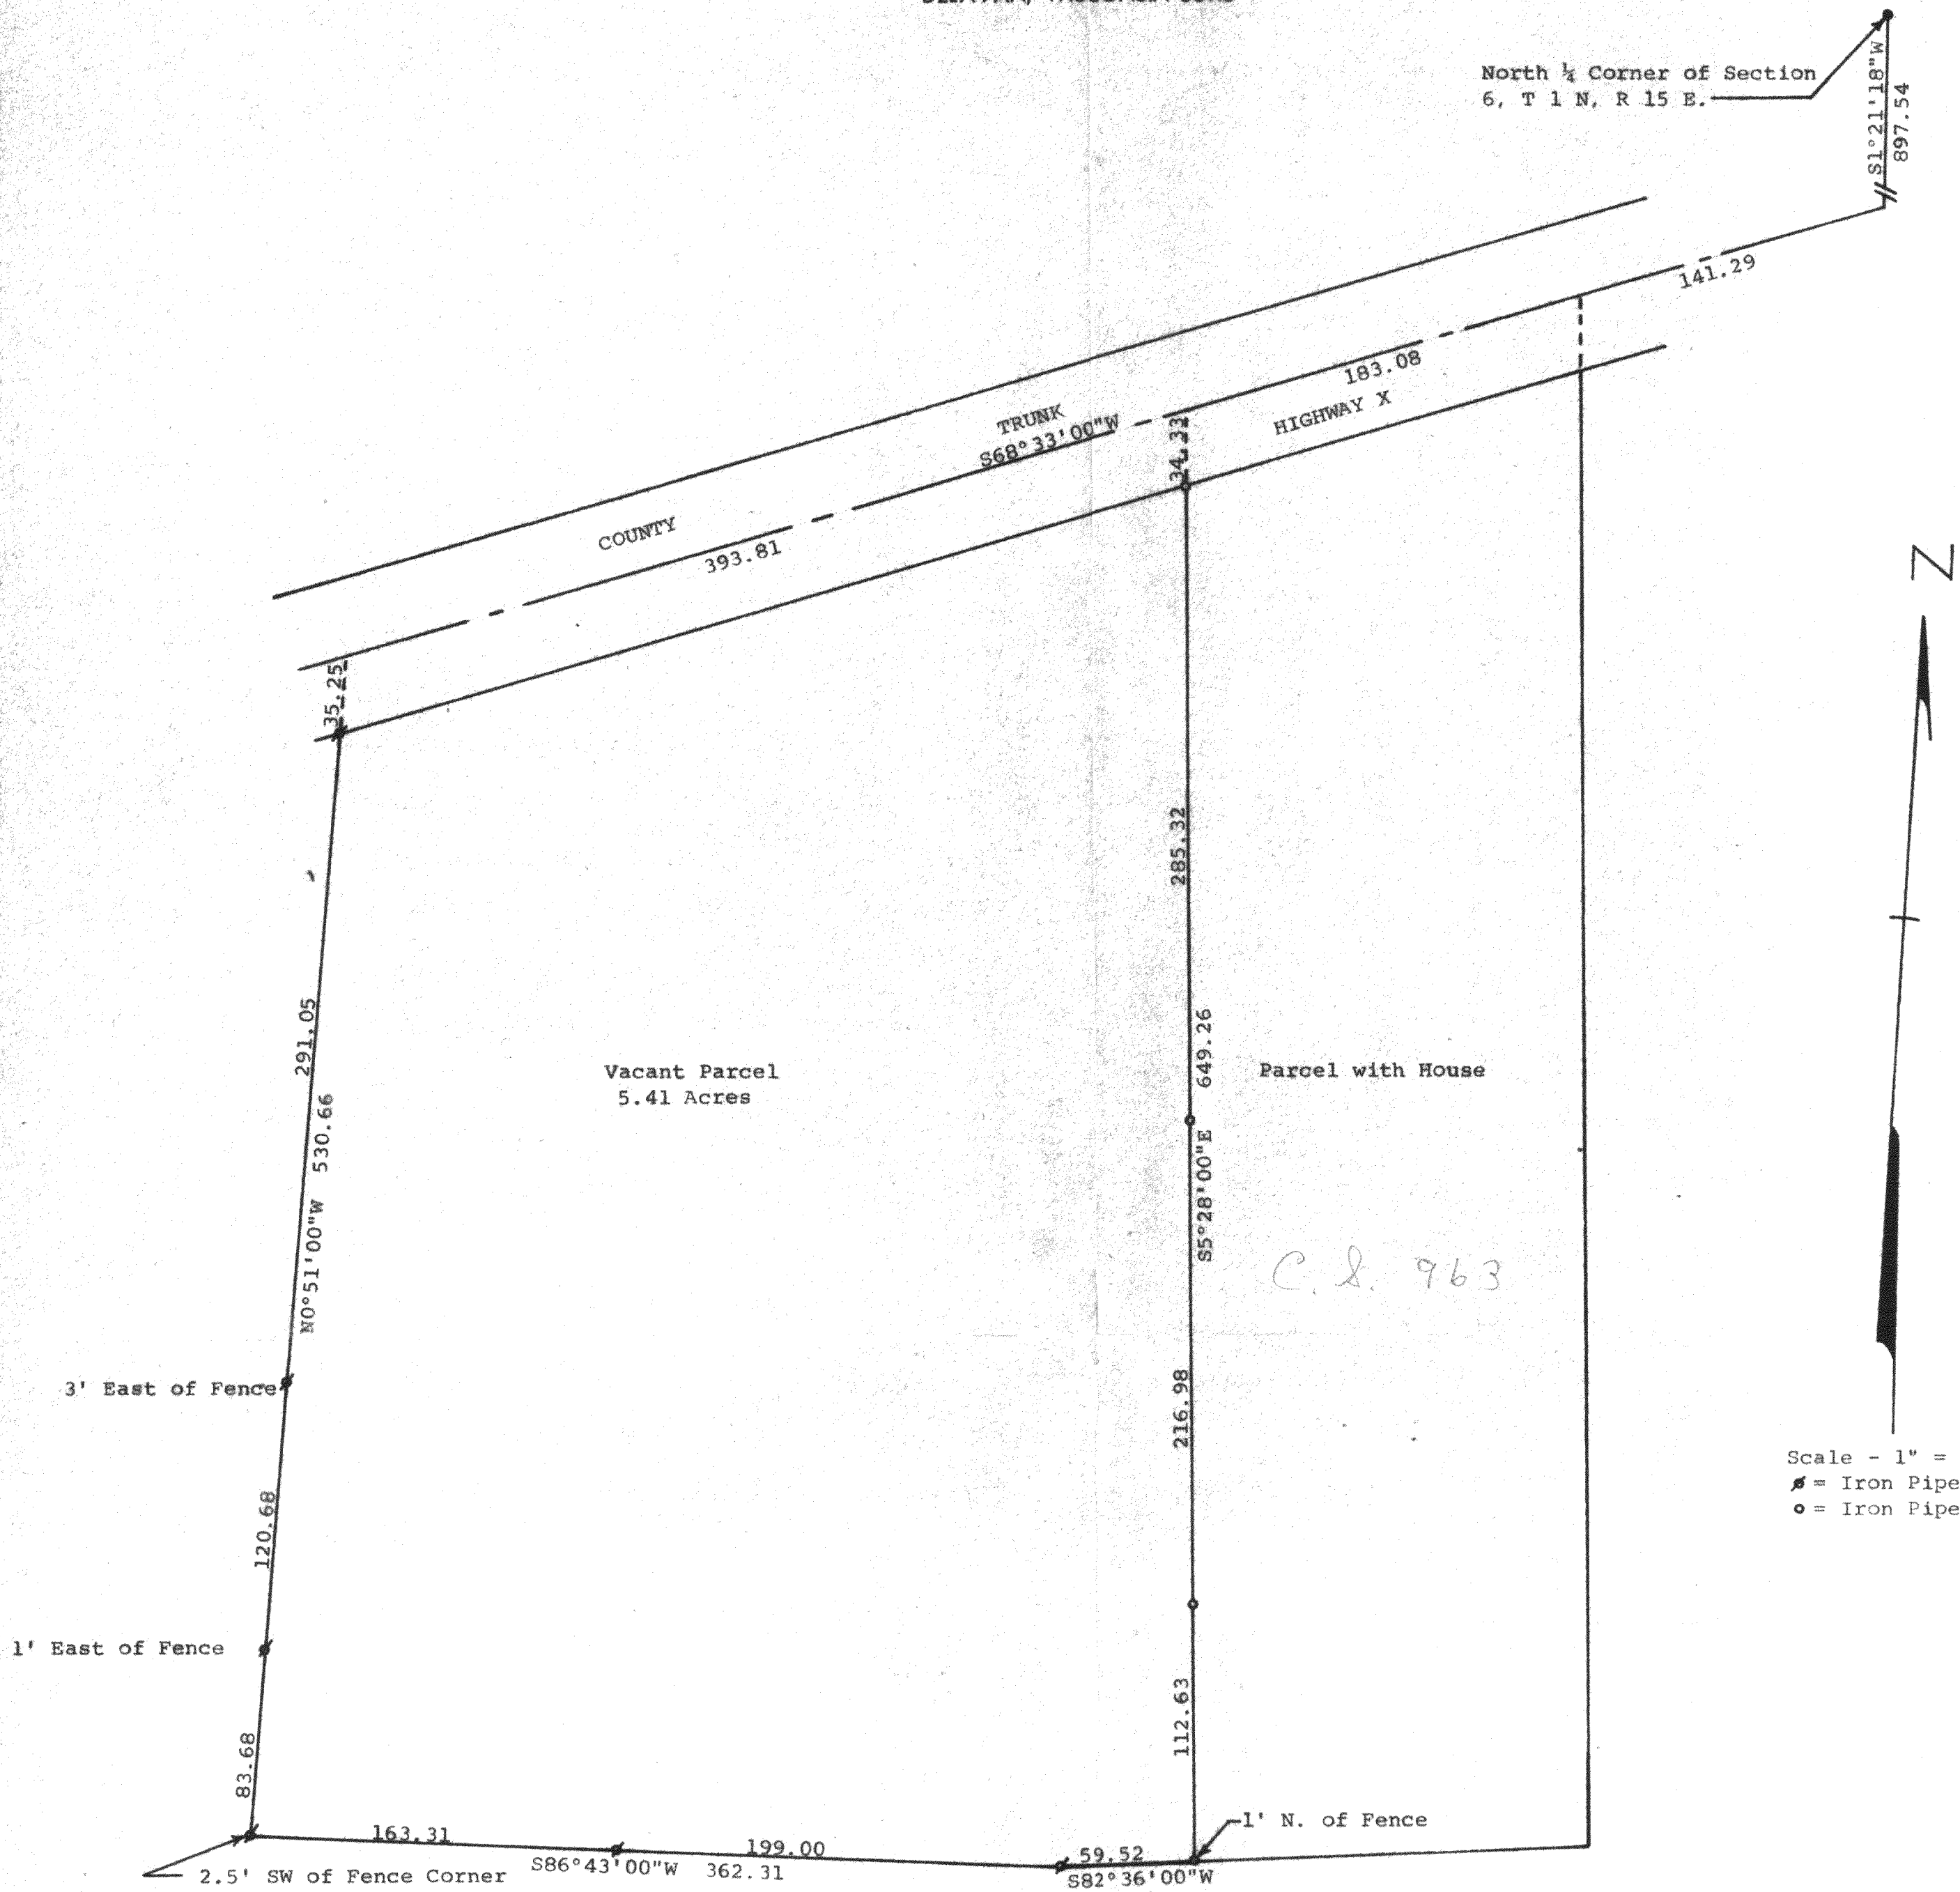 North ¼ Corner of Section
6, T 1 N, R 15 E.
S1°21'18"W
897.54
141.29
183.08
HIGHWAY X
TRUNK
S68°33'00"W
34.33
COUNTY
393.81
35.25
285.32
291.05
649.26
Vacant Parcel
5.41 Acres
Parcel with House
530.66
N0°51'00"W
S5°28'00"E
C. S. 963
N
3' East of Fence
216.98
Scale - 1" =
= Iron Pipe
= Iron Pipe
120.68
1' East of Fence
112.63
83.68
1' N. of Fence
163.31
199.00
59.52
2.5' SW of Fence Corner
S86°43'00"W 362.31
S82°36'00"W